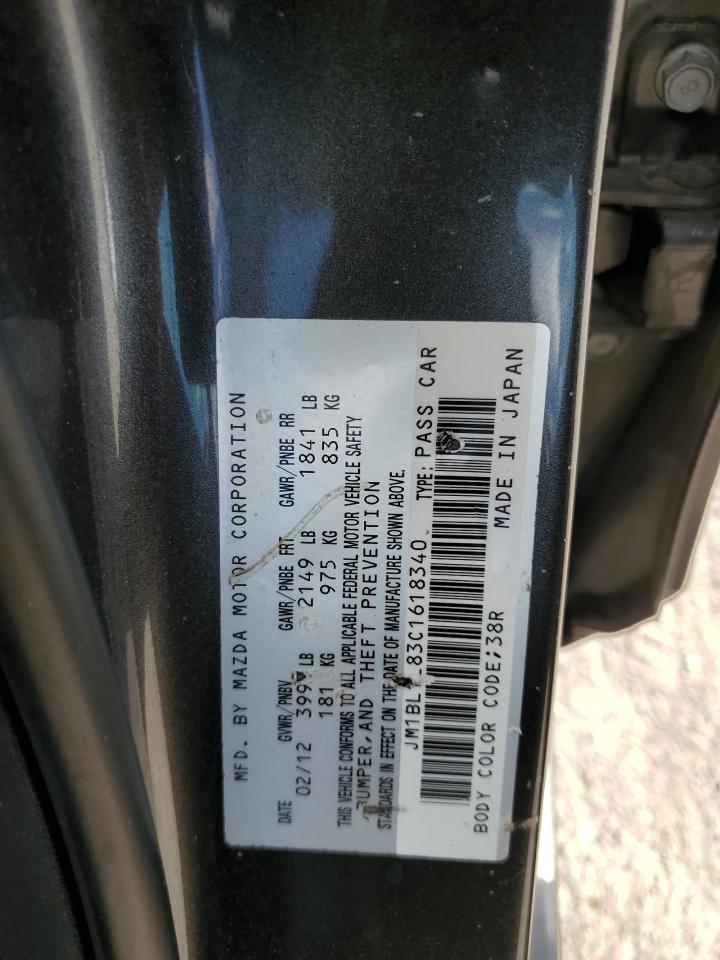 MFD. BY MAZDA MOTOR CORPORATION
DATE GVWR/PNBV GAWR/PNBE FRT GAWR/PNBE RR
02/12 LB 2149 LB 1841 LB
181 KG 975 KG 835 KG
THIS VEHICLE CONFORMS TO ALL APPLICABLE FEDERAL MOTOR VEHICLE SAFETY
BUMPER, AND THEFT PREVENTION
STANDARDS IN EFFECT ON THE DATE OF MANUFACTURE SHOWN ABOVE.
TYPE: PASS CAR
BODY COLOR CODE;38R MADE IN JAPAN
8